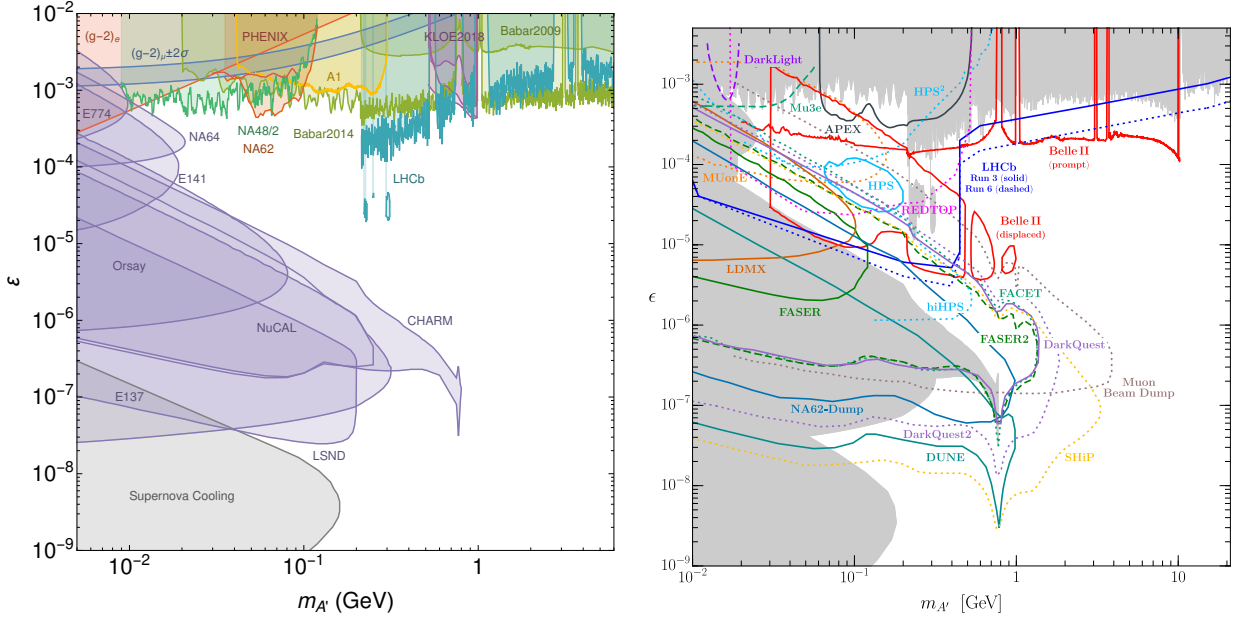 10⁻²
10⁻³
10⁻⁴
10⁻⁵
10⁻⁶
10⁻⁷
10⁻⁸
10⁻⁹
ε
(g-2)ₑ
(g-2)μ±2σ
PHENIX
KLOE2018
Babar2009
A1
E774
NA64
NA48/2
NA62
Babar2014
LHCb
E141
Orsay
NuCAL
CHARM
E137
LSND
Supernova Cooling
10⁻²
10⁻¹
1
mA' (GeV)
10⁻³
10⁻⁴
10⁻⁵
10⁻⁶
10⁻⁷
10⁻⁸
10⁻⁹
ϵ
DarkLight
Mu3e
HPS²
APEX
Belle II
(prompt)
LHCb
Run 3 (solid)
Run 6 (dashed)
MUonE
HPS
REDTOP
Belle II
(displaced)
LDMX
FASER
hiHPS
FACET
FASER2
DarkQuest
Muon
Beam Dump
NA62-Dump
DarkQuest2
DUNE
SHiP
10⁻²
10⁻¹
1
10
mA' [GeV]